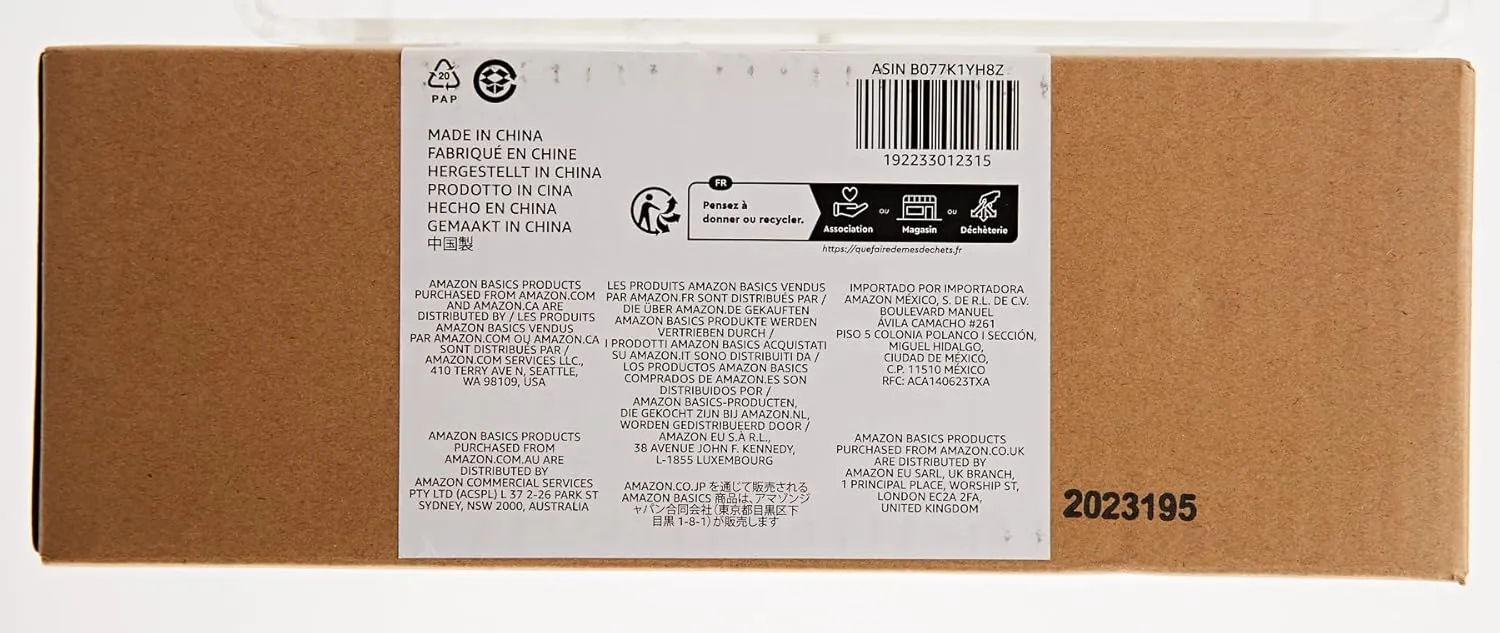 20
PAP
ASIN B077K1YH8Z
192233012315
MADE IN CHINA
FABRIQUÉ EN CHINE
HERGESTELLT IN CHINA
PRODOTTO IN CINA
HECHO EN CHINA
GEMAAKT IN CHINA
中国製
FR
Pensez à
donner ou recycler.
Association
ou
Magasin
ou
Déchèterie
https://quefairedemesdechets.fr
AMAZON BASICS PRODUCTS
PURCHASED FROM AMAZON.COM
AND AMAZON.CA ARE
DISTRIBUTED BY / LES PRODUITS
AMAZON BASICS VENDUS
PAR AMAZON.COM OU AMAZON.CA
SONT DISTRIBUÉS PAR /
AMAZON.COM SERVICES LLC.,
410 TERRY AVE N, SEATTLE,
WA 98109, USA
LES PRODUITS AMAZON BASICS VENDUS
PAR AMAZON.FR SONT DISTRIBUÉS PAR /
DIE ÜBER AMAZON.DE GEKAUFTEN
AMAZON BASICS PRODUKTE WERDEN
VERTRIEBEN DURCH /
I PRODOTTI AMAZON BASICS ACQUISTATI
SU AMAZON.IT SONO DISTRIBUITI DA /
LOS PRODUCTOS AMAZON BASICS
COMPRADOS DE AMAZON.ES SON
DISTRIBUIDOS POR /
AMAZON BASICS-PRODUCTEN,
DIE GEKOCHT ZIJN BIJ AMAZON.NL,
WORDEN GEDISTRIBUEERD DOOR /
AMAZON EU S.À R.L.,
38 AVENUE JOHN F. KENNEDY,
L-1855 LUXEMBOURG
IMPORTADO POR IMPORTADORA
AMAZON MÉXICO, S. DE R.L. DE C.V.
BOULEVARD MANUEL
ÁVILA CAMACHO #261
PISO 5 COLONIA POLANCO I SECCIÓN,
MIGUEL HIDALGO,
CIUDAD DE MÉXICO,
C.P. 11510 MÉXICO
RFC: ACA140623TXA
AMAZON BASICS PRODUCTS
PURCHASED FROM
AMAZON.COM.AU ARE
DISTRIBUTED BY
AMAZON COMMERCIAL SERVICES
PTY LTD (ACSPL) L 37 2-26 PARK ST
SYDNEY, NSW 2000, AUSTRALIA
AMAZON.CO.JP を通じて販売される
AMAZON BASICS 商品は、アマゾンジ
ャパン合同会社（東京都目黒区下
目黒 1-8-1）が販売します
AMAZON BASICS PRODUCTS
PURCHASED FROM AMAZON.CO.UK
ARE DISTRIBUTED BY
AMAZON EU SARL, UK BRANCH,
1 PRINCIPAL PLACE, WORSHIP ST,
LONDON EC2A 2FA,
UNITED KINGDOM
2023195